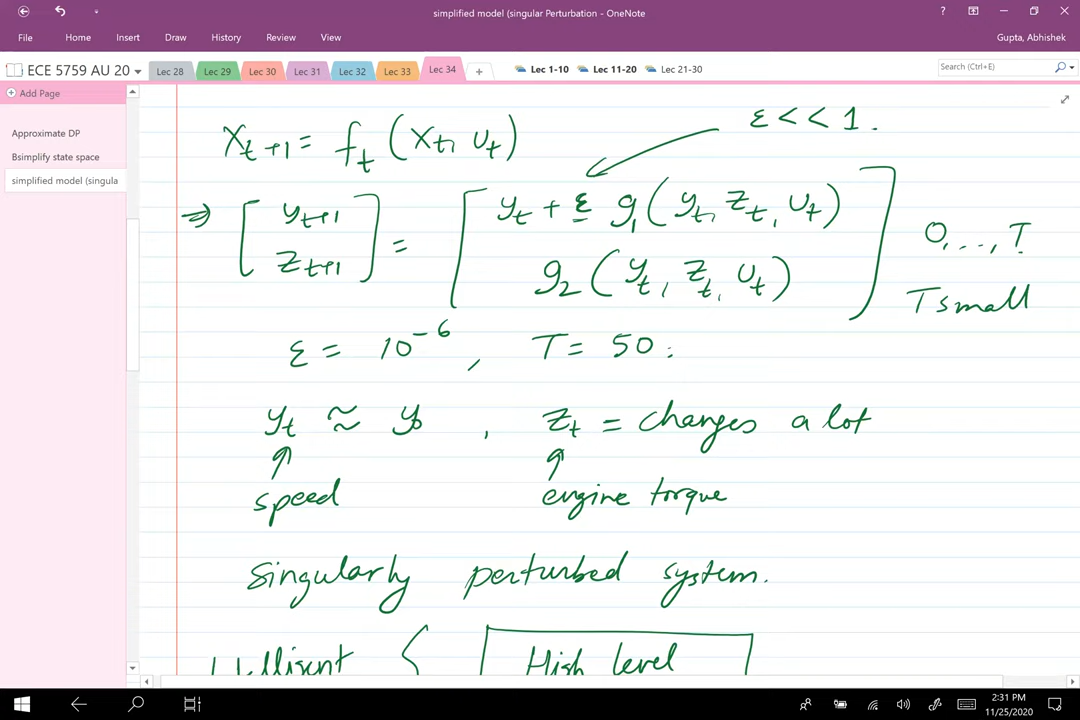 simplified model (singular Perturbation - OneNote
File Home Insert Draw History Review View
Gupta, Abhishek
ECE 5759 AU 20
Lec 28 Lec 29 Lec 30 Lec 31 Lec 32 Lec 33 Lec 34 + Lec 1-10 Lec 11-20 Lec 21-30
Search (Ctrl+E)
Add Page
Approximate DP
Bsimplify state space
simplified model (singula
X_{t+1} = f_t (X_t, U_t)
ε << 1.
⇒ [ y_{t+1} ; z_{t+1} ] = [ y_t + ε g_1 (y_t, z_t, U_t) ; g_2 (y_t, z_t, U_t) ]
0, ..., T
T small
ε = 10^{-6}, T = 50.
y_t ≈ y_0, z_t = changes a lot
↑ ↑
speed engine torque
Singularly perturbed system.
High level
2:31 PM
11/25/2020